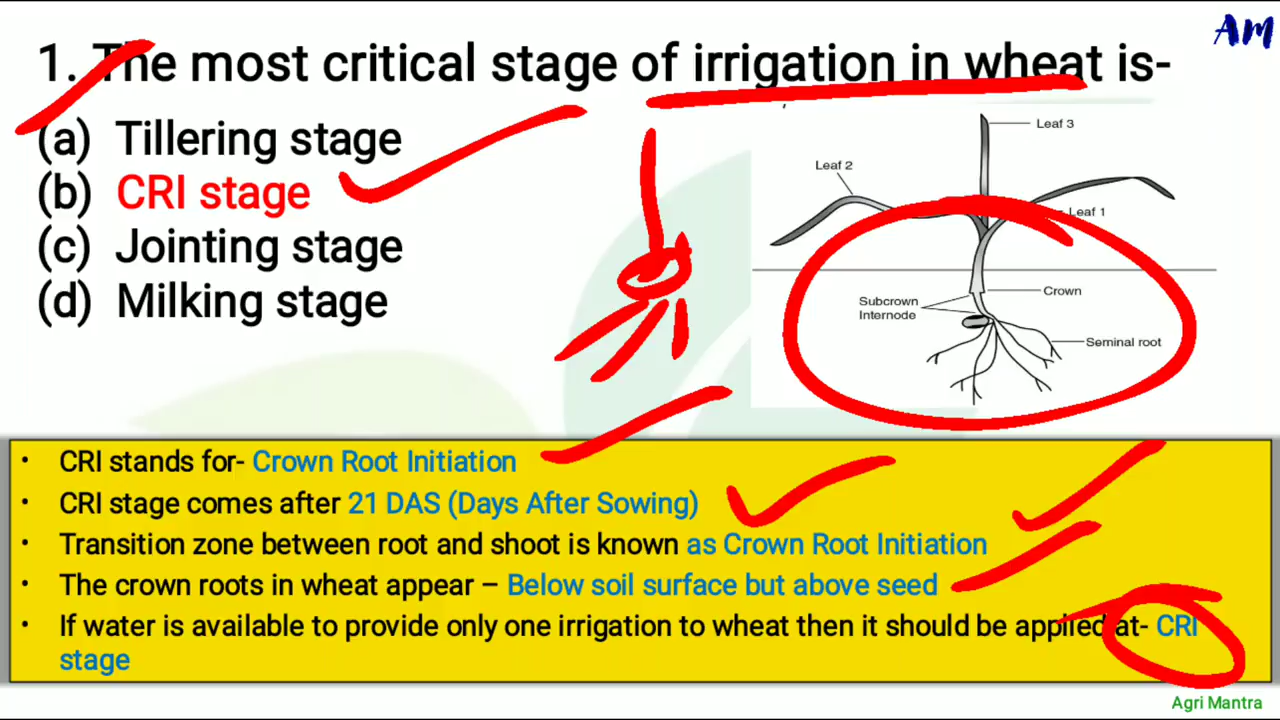 AM
1. The most critical stage of irrigation in wheat is-
(a) Tillering stage
(b) CRI stage
(c) Jointing stage
(d) Milking stage
Leaf 3
Leaf 2
Leaf 1
Crown
Subcrown
Internode
Seminal root
• CRI stands for- Crown Root Initiation
• CRI stage comes after 21 DAS (Days After Sowing)
• Transition zone between root and shoot is known as Crown Root Initiation
• The crown roots in wheat appear – Below soil surface but above seed
• If water is available to provide only one irrigation to wheat then it should be applied at- CRI
stage
Agri Mantra